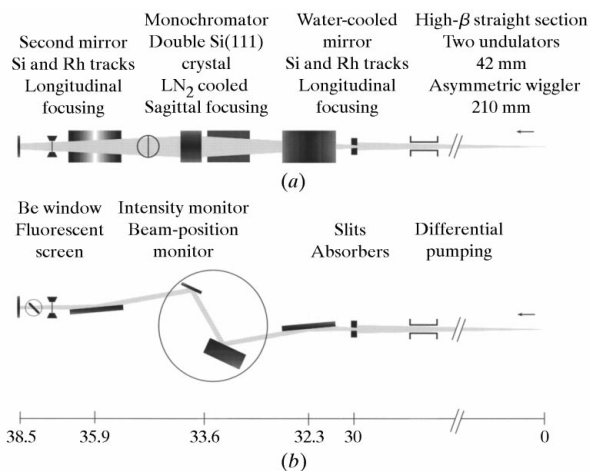 Second mirror
Si and Rh tracks
Longitudinal
focusing
Monochromator
Double Si(111)
crystal
LN2 cooled
Sagittal focusing
Water-cooled
mirror
Si and Rh tracks
Longitudinal
focusing
High-β straight section
Two undulators
42 mm
Asymmetric wiggler
210 mm
(a)
Be window
Fluorescent
screen
Intensity monitor
Beam-position
monitor
Slits
Absorbers
Differential
pumping
38.5 35.9 33.6 32.3 30 0
(b)